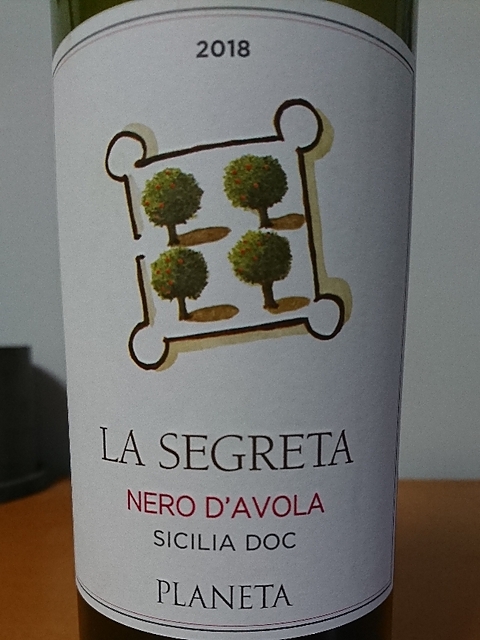 2018
LA SEGRETA
NERO D'AVOLA
SICILIA DOC
PLANETA